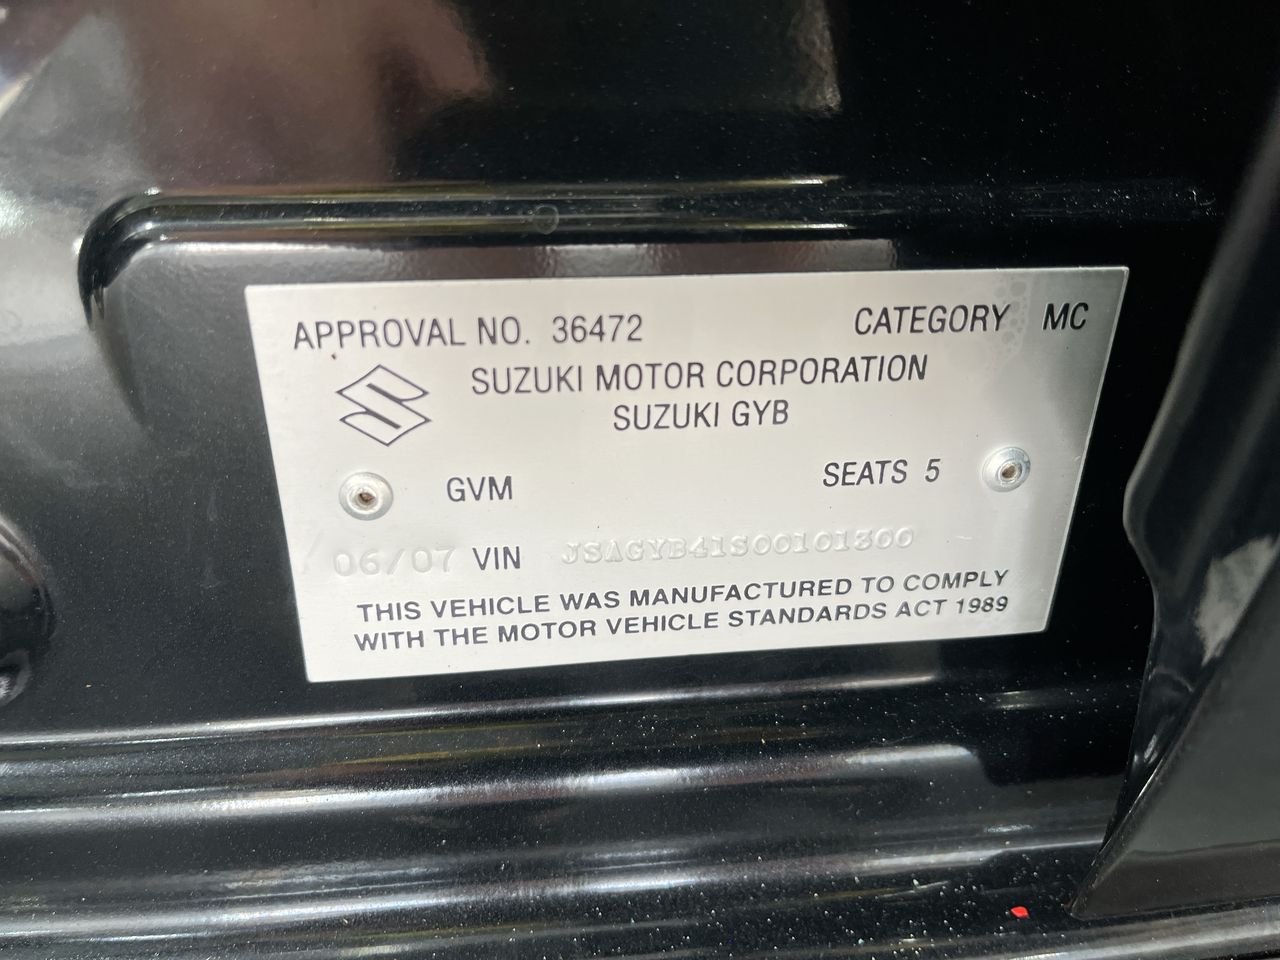 APPROVAL NO. 36472 CATEGORY MC
SUZUKI MOTOR CORPORATION
SUZUKI GYB
GVM SEATS 5
06/07 VIN JSAGYB41S00101300
THIS VEHICLE WAS MANUFACTURED TO COMPLY
WITH THE MOTOR VEHICLE STANDARDS ACT 1989